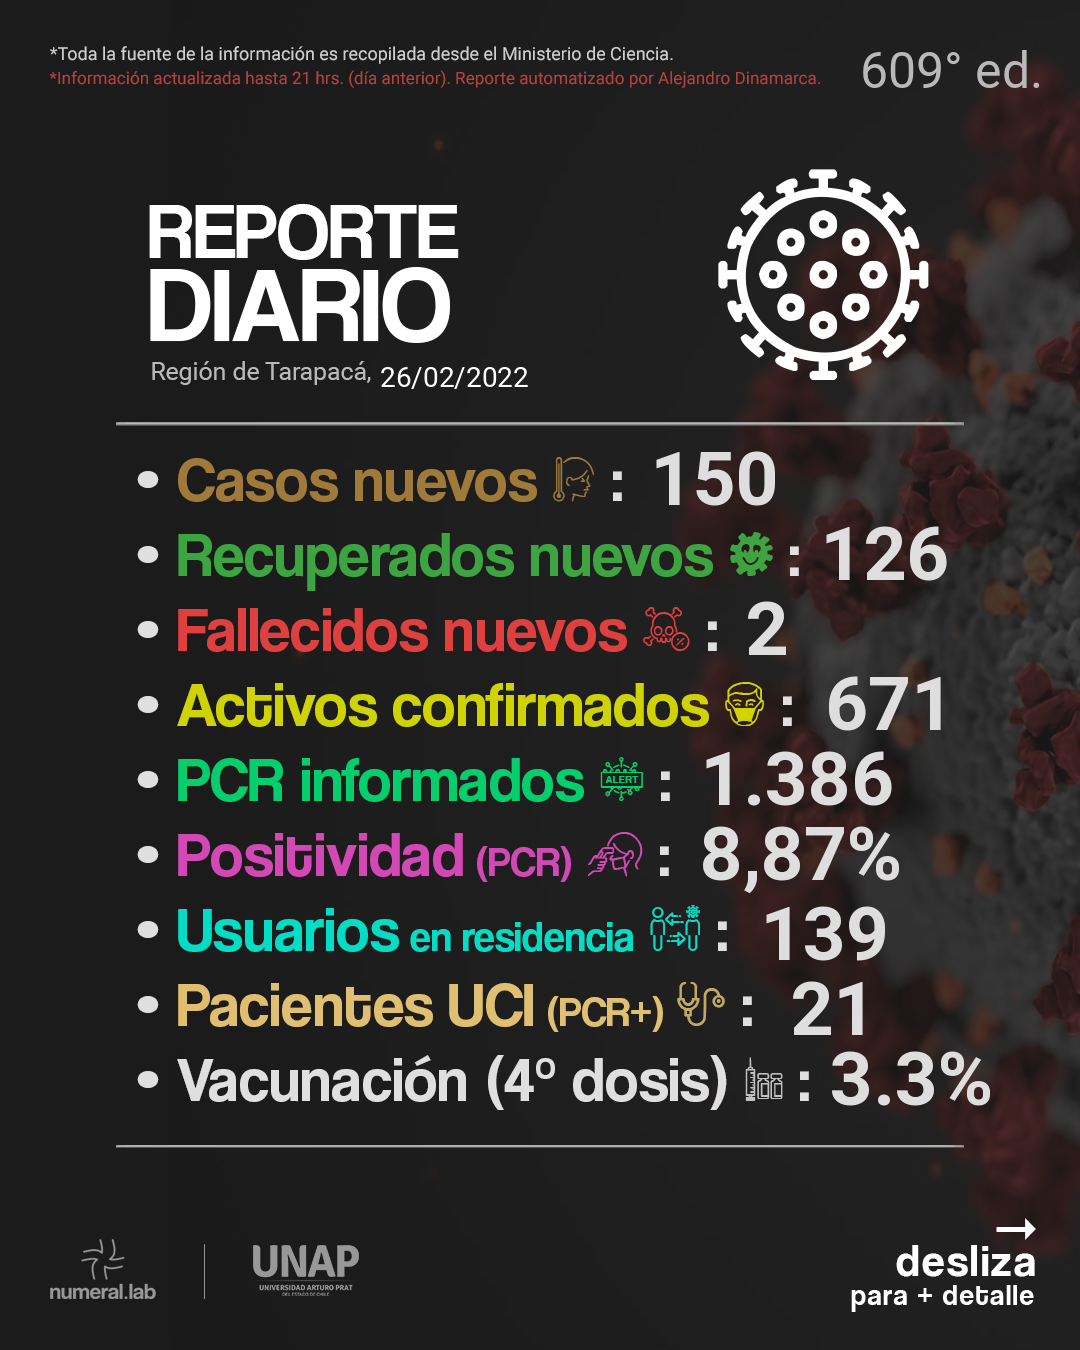 *Toda la fuente de la información es recopilada desde el Ministerio de Ciencia.
*Información actualizada hasta 21 hrs. (día anterior). Reporte automatizado por Alejandro Dinamarca.
609° ed.
REPORTE
DIARIO
Región de Tarapacá, 26/02/2022
• Casos nuevos : 150
• Recuperados nuevos : 126
• Fallecidos nuevos : 2
• Activos confirmados : 671
• PCR informados ALERT : 1.386
• Positividad (PCR) : 8,87%
• Usuarios en residencia : 139
• Pacientes UCI (PCR+) : 21
• Vacunación (4º dosis) : 3.3%
numeral.lab
UNAP
UNIVERSIDAD ARTURO PRAT
DEL ESTADO DE CHILE
→
desliza
para + detalle